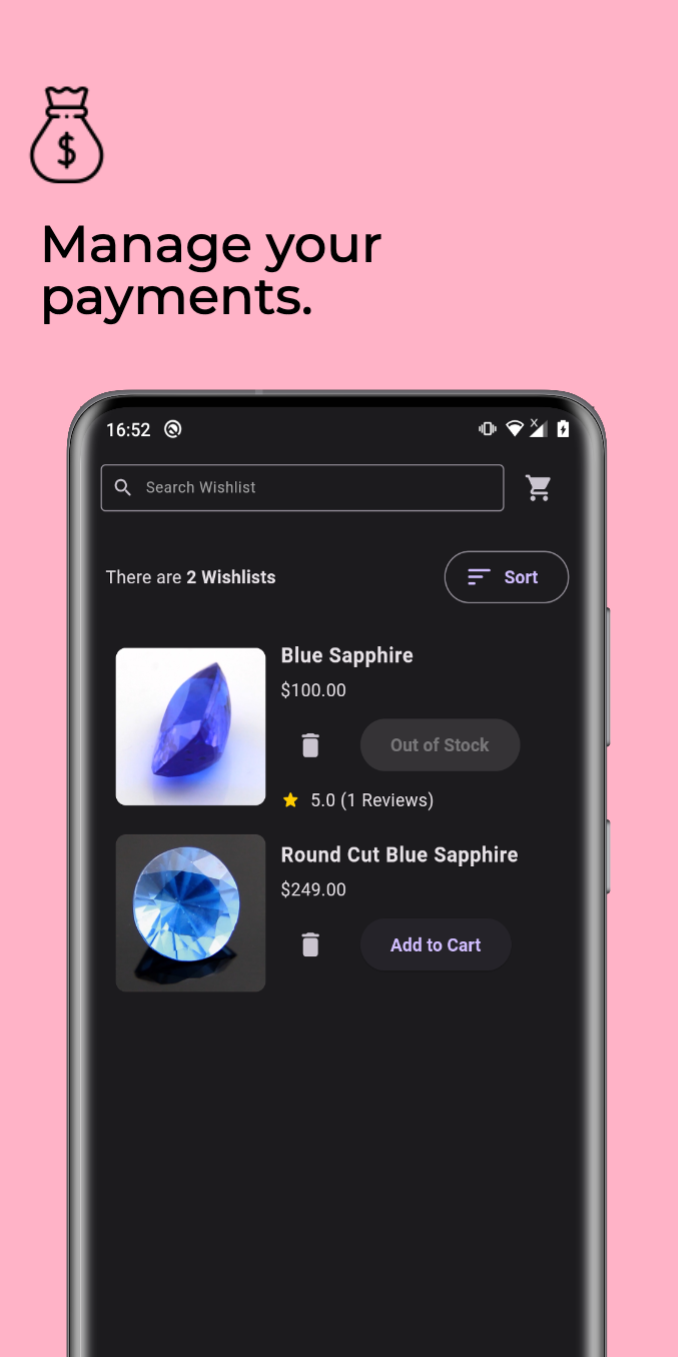 $
Manage your
payments.
16:52
X
Search Wishlist
There are 2 Wishlists
Sort
Blue Sapphire
$100.00
Out of Stock
5.0 (1 Reviews)
Round Cut Blue Sapphire
$249.00
Add to Cart